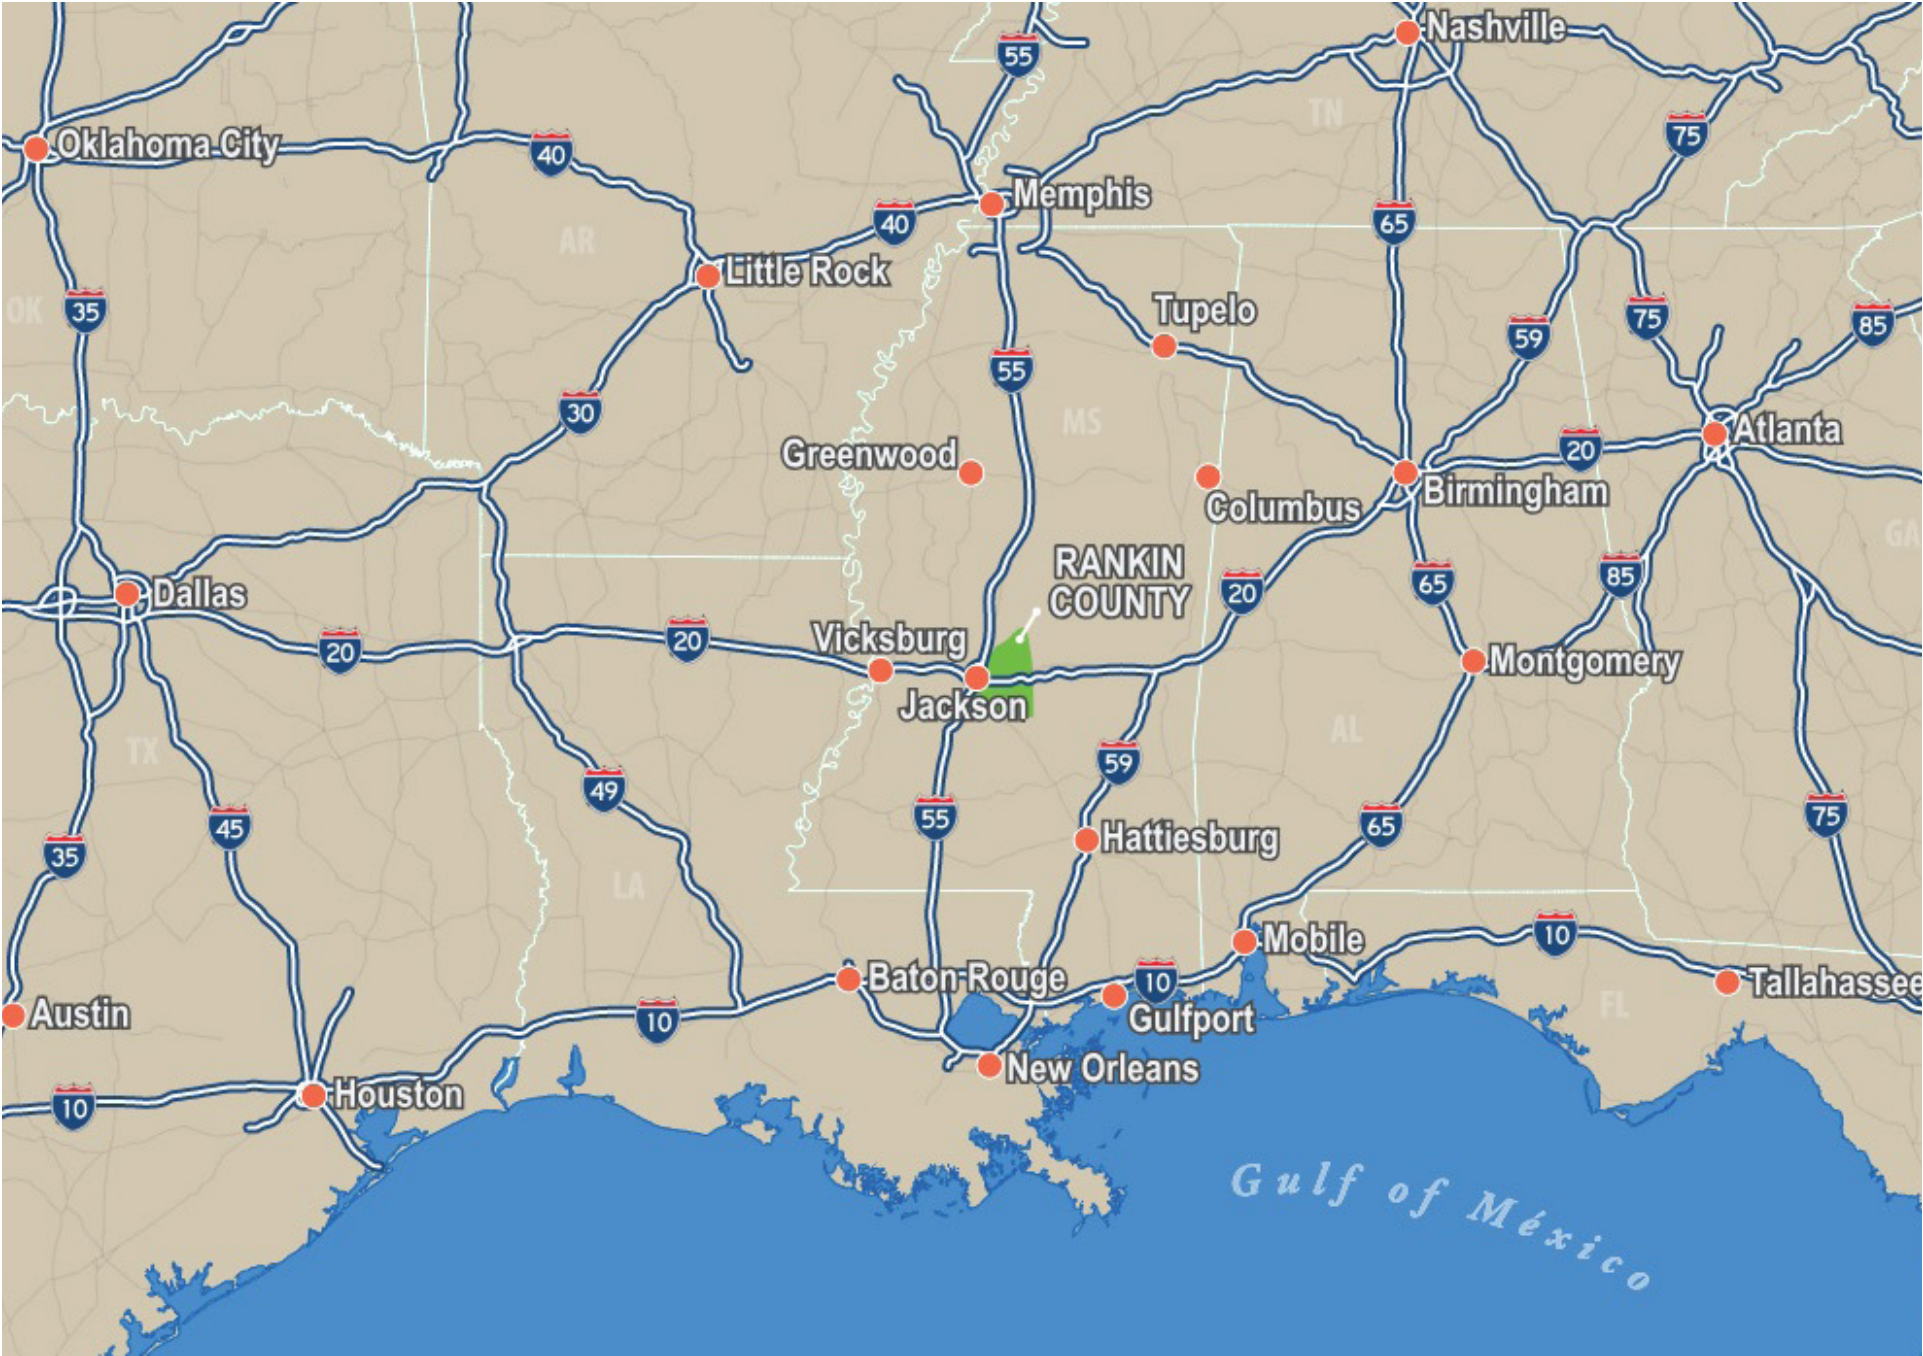 Nashville
55
TN
75
Oklahoma City
40
Memphis
40
65
AR
Little Rock
OK
35
Tupelo
59
75
85
55
30
MS
Atlanta
Greenwood
20
Columbus
Birmingham
GA
RANKIN
COUNTY
Dallas
20
65
85
20
20
Vicksburg
Jackson
Montgomery
TX
AL
59
49
55
45
35
65
75
Hattiesburg
LA
10
Mobile
Baton Rouge
10
Tallahassee
FL
Austin
10
Gulfport
New Orleans
10
Houston
Gulf of México